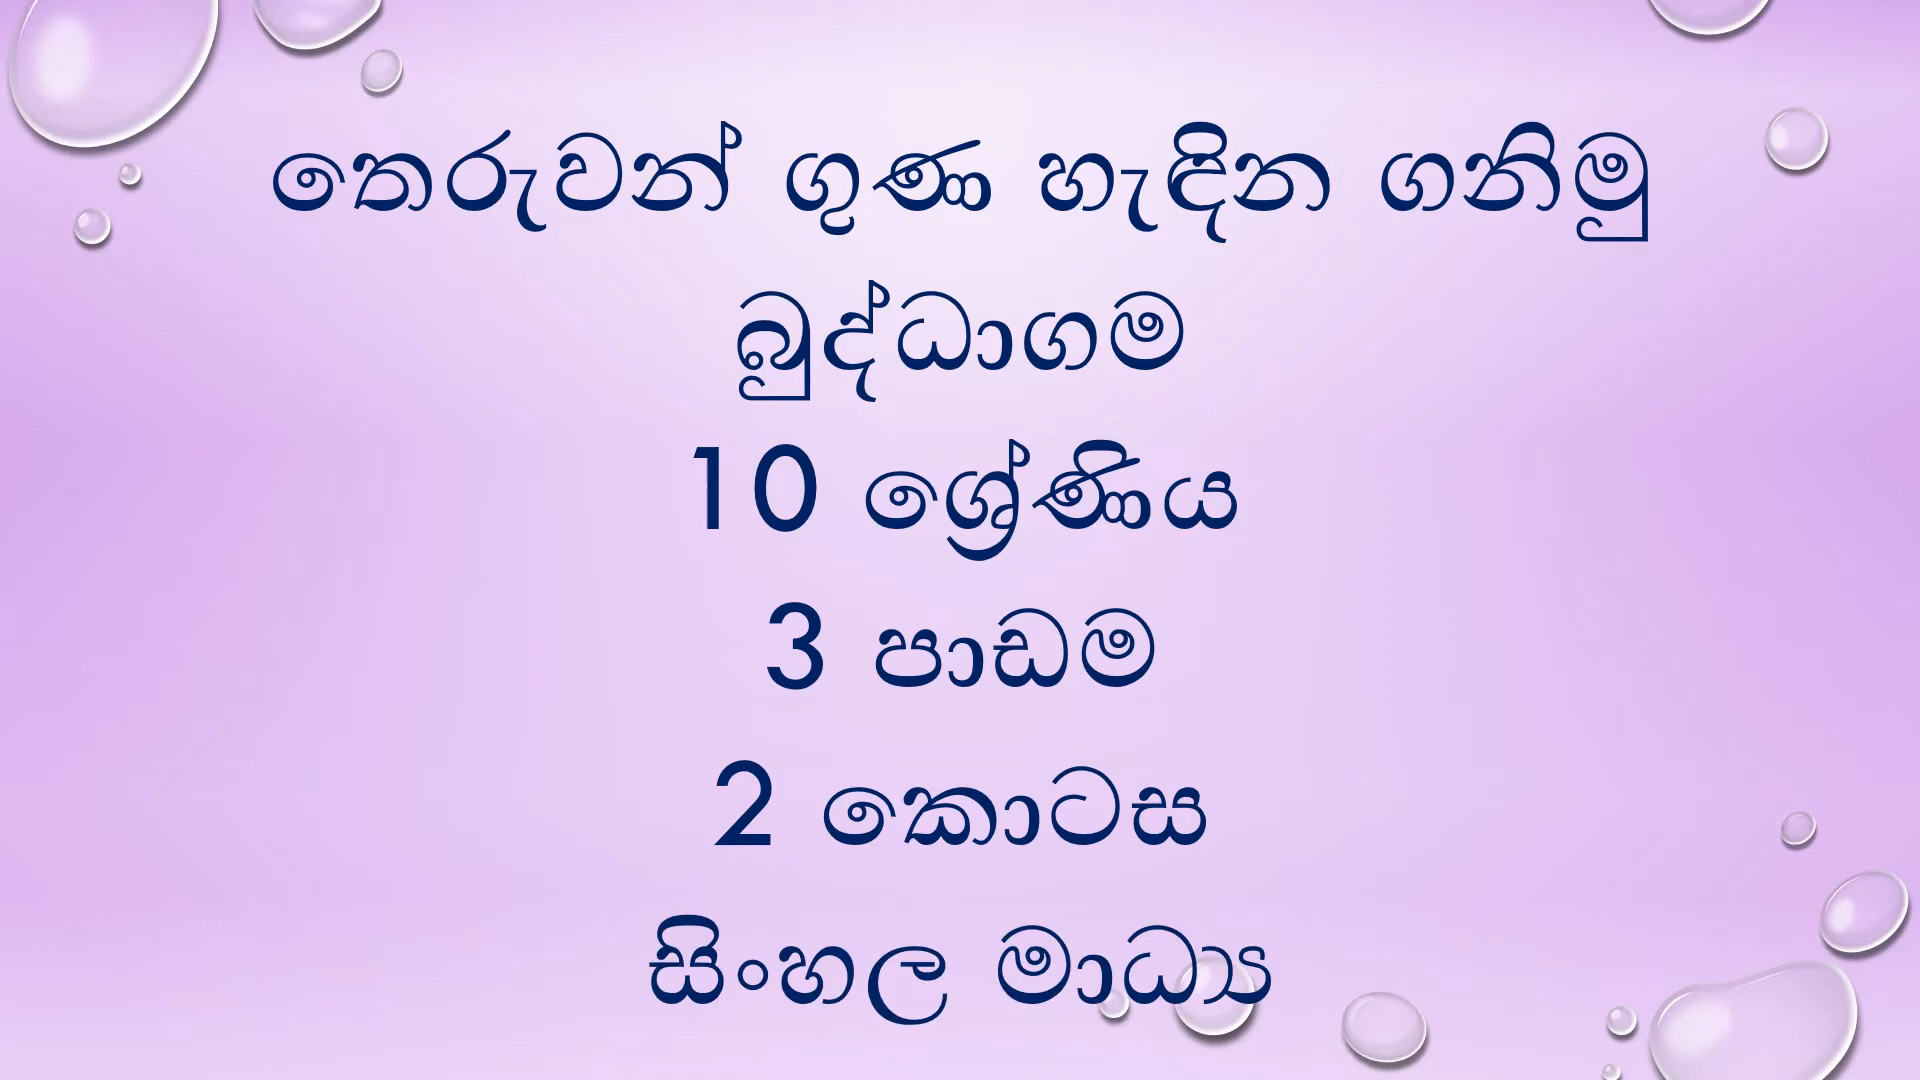 තෙරුවන් ගුණ හැඳින ගනිමු
බුද්ධාගම
10 ශ්‍රේණිය
3 පාඩම
2 කොටස
සිංහල මාධ්‍ය